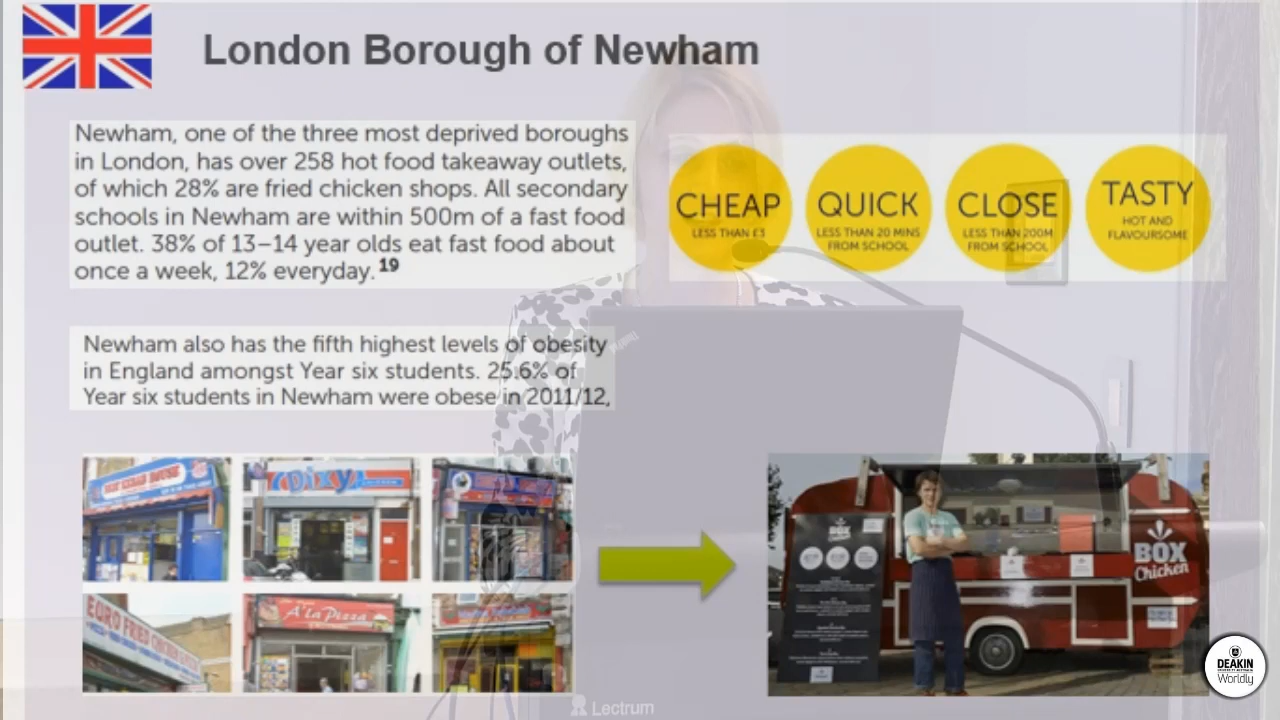 London Borough of Newham
Newham, one of the three most deprived boroughs
in London, has over 258 hot food takeaway outlets,
of which 28% are fried chicken shops. All secondary
schools in Newham are within 500m of a fast food
outlet. 38% of 13–14 year olds eat fast food about
once a week, 12% everyday.19
CHEAP
LESS THAN £3
QUICK
LESS THAN 20 MINS
FROM SCHOOL
CLOSE
LESS THAN 200M
FROM SCHOOL
TASTY
HOT AND
FLAVOURSOME
Newham also has the fifth highest levels of obesity
in England amongst Year six students. 25.6% of
Year six students in Newham were obese in 2011/12,
Dixy
EURO FRIED CHICKEN
A'La Pizza
BOX
Chicken
BOX
Chicken
DEAKIN
Worldly
Lectrum